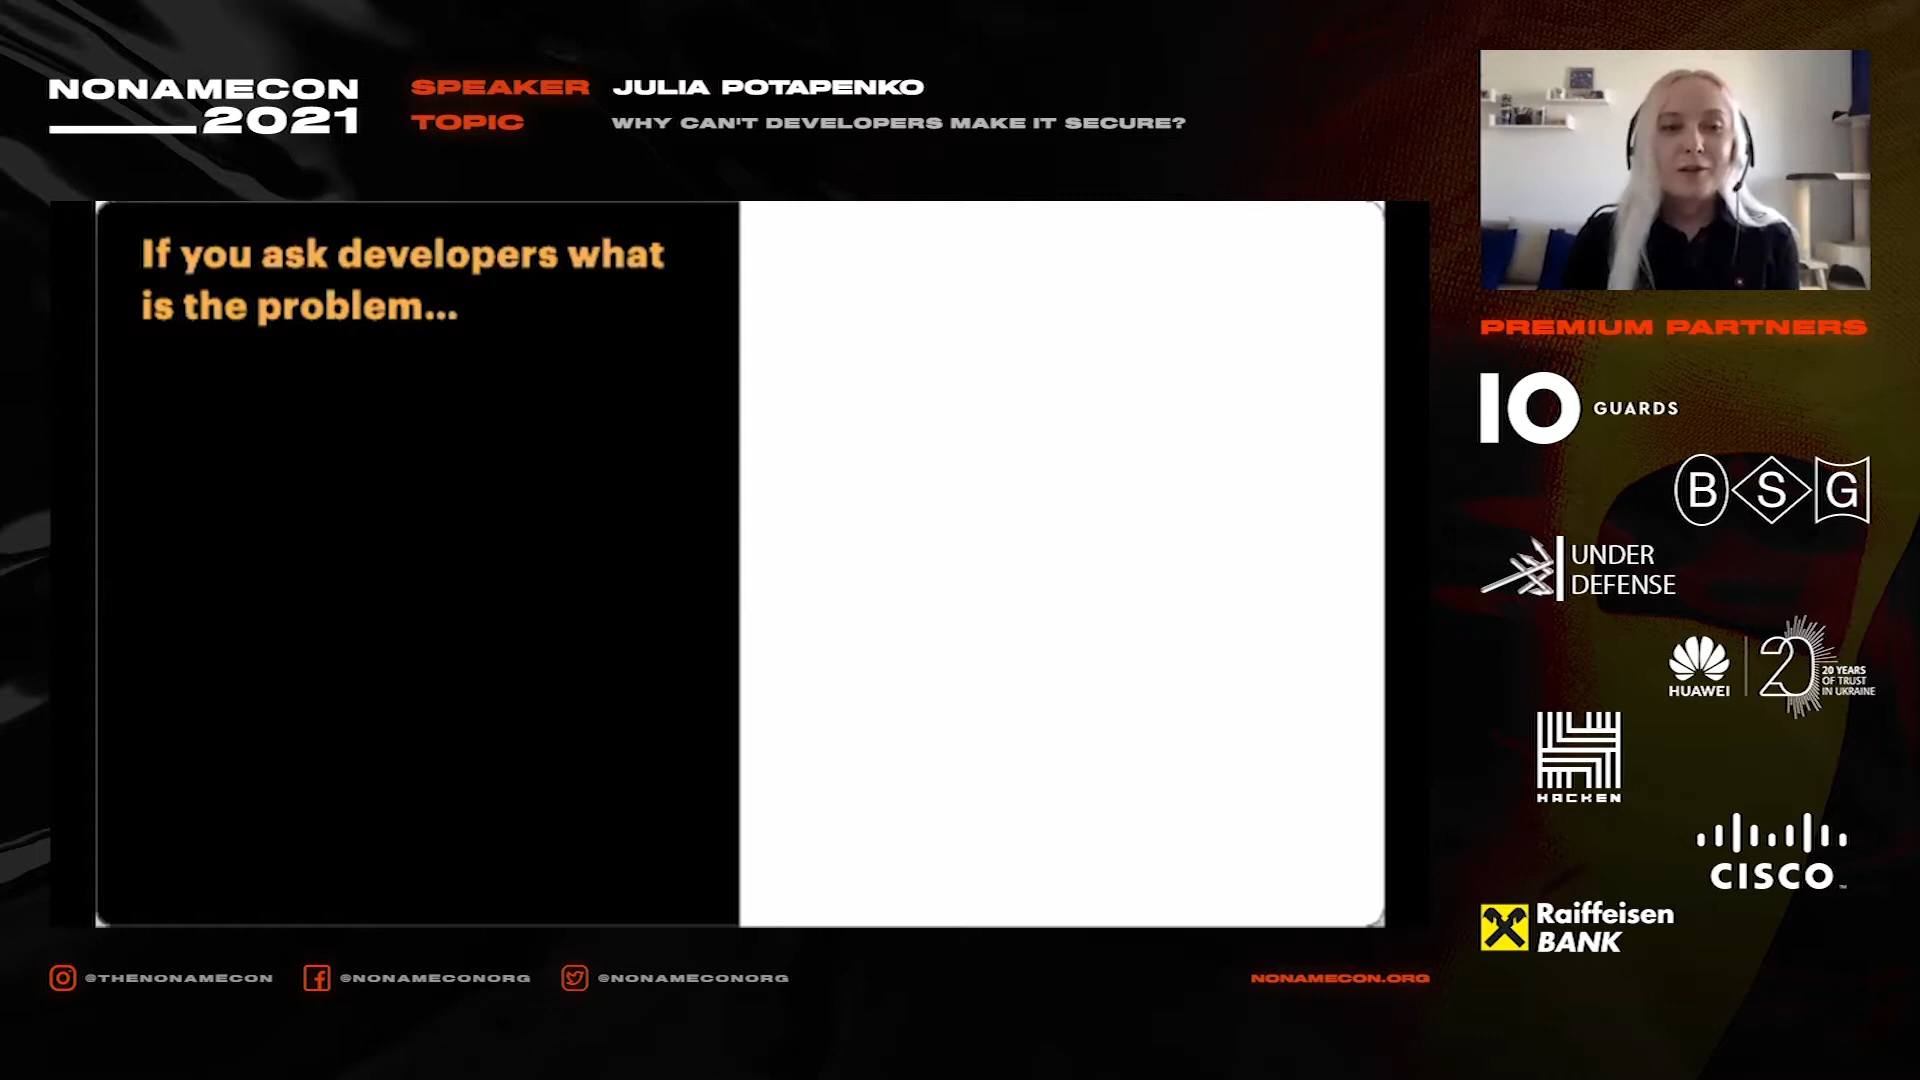 NONAMECON
2021
SPEAKER JULIA POTAPENKO
TOPIC WHY CAN'T DEVELOPERS MAKE IT SECURE?
If you ask developers what
is the problem...
PREMIUM PARTNERS
IO GUARDS
B S G
UNDER
DEFENSE
HUAWEI
20
20 YEARS
OF TRUST
IN UKRAINE
HACKEN
CISCO
Raiffeisen
BANK
@THENONAMECON @NONAMECONORG @NONAMECONORG
NONAMECON.ORG